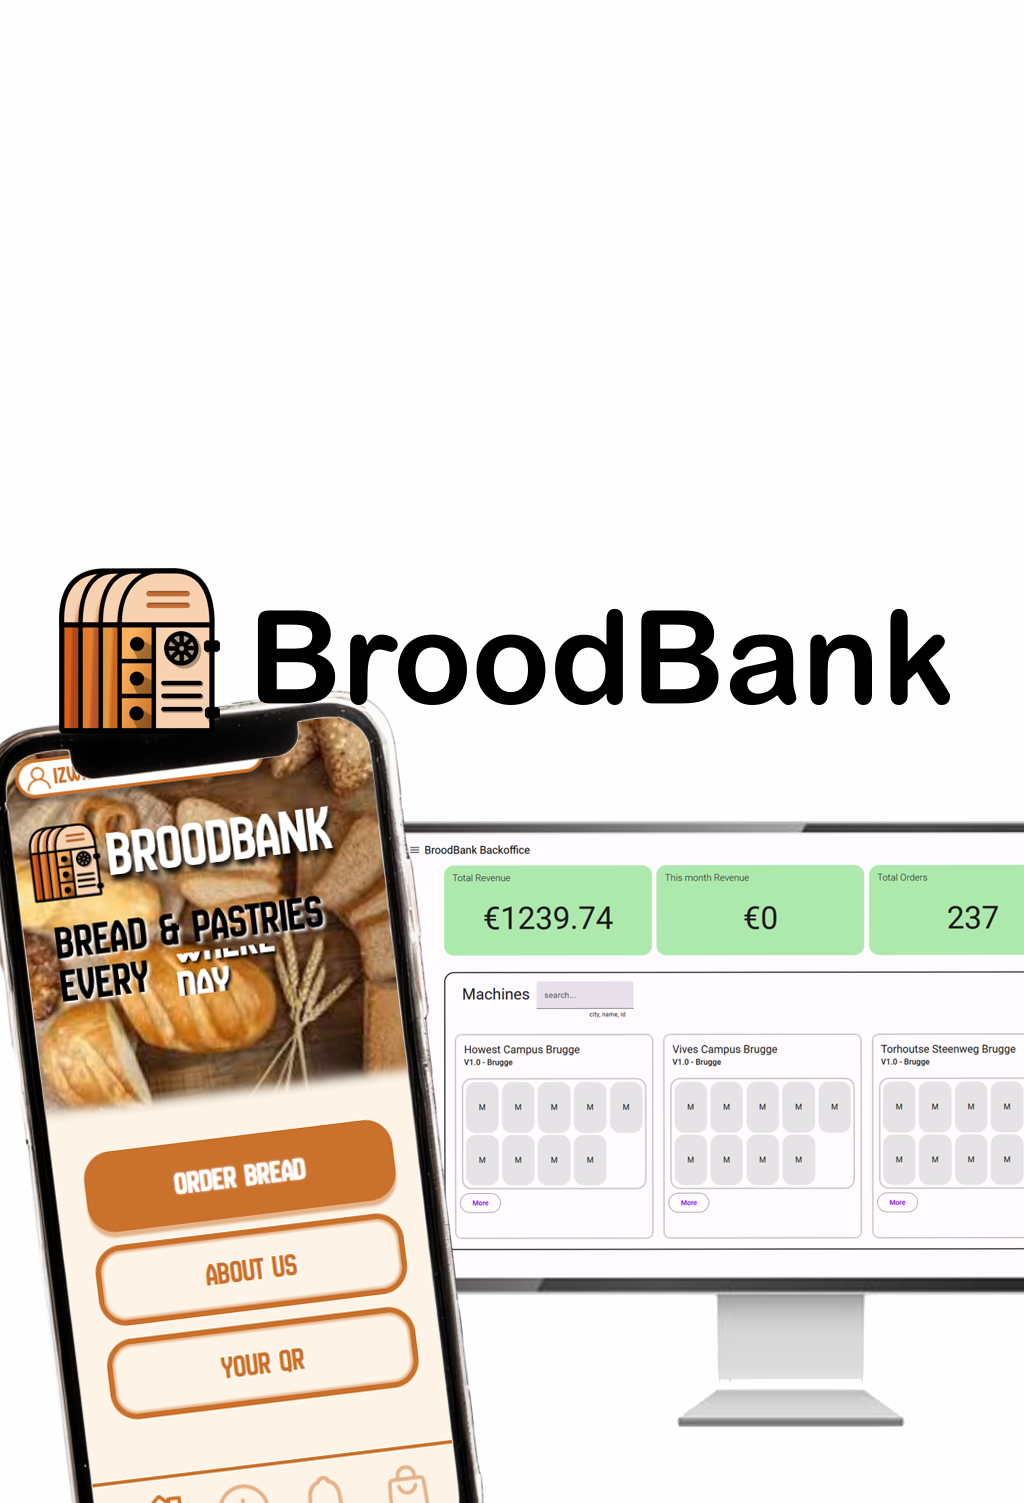 BroodBank
BROODBANK
BREAD & PASTRIES
EVERY
DAY
ORDER BREAD
ABOUT US
YOUR QR
BroodBank Backoffice
Total Revenue
€1239.74
This month Revenue
€0
Total Orders
237
Machines
search...
city, name, id
Howest Campus Brugge
V1.0 - Brugge
M M M M M
M M M M
More
Vives Campus Brugge
V1.0 - Brugge
M M M M M
M M M M
More
Torhoutse Steenweg Brugge
V1.0 - Brugge
M M M M
M M M M
More